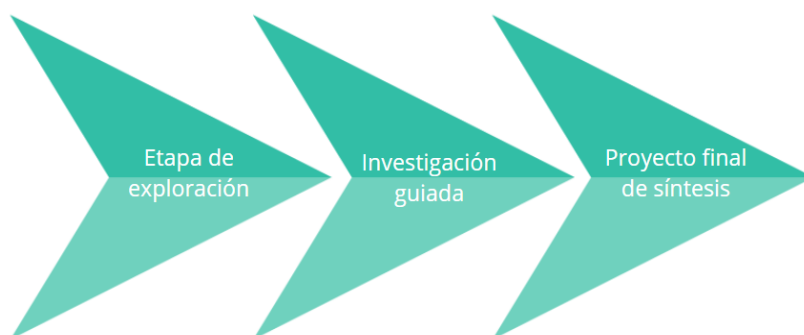 Etapa de
exploración
Investigación
guiada
Proyecto final
de síntesis